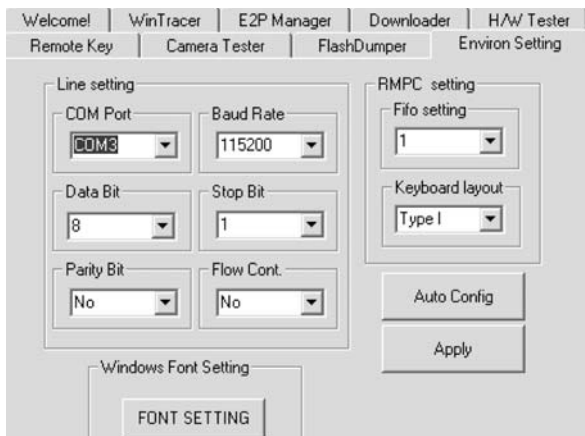 Welcome! WinTracer E2P Manager Downloader H/W Tester
Remote Key Camera Tester FlashDumper Environ Setting
Line setting
COM Port Baud Rate
COM3 115200
Data Bit Stop Bit
8 1
Parity Bit Flow Cont.
No No
RMPC setting
Fifo setting
1
Keyboard layout
Type I
Auto Config
Apply
Windows Font Setting
FONT SETTING